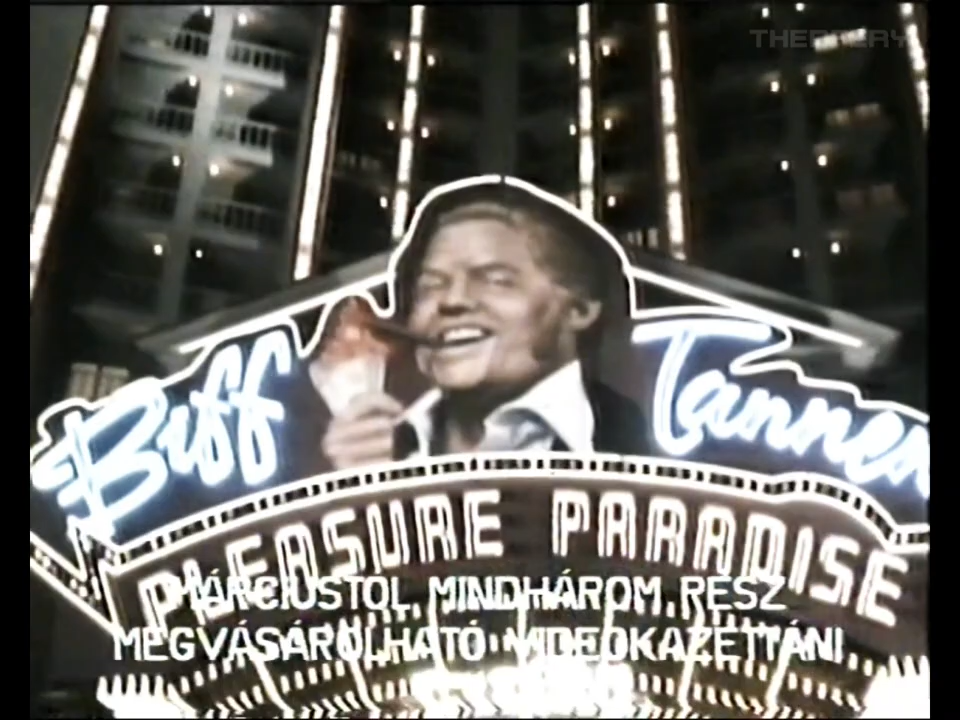 Biff Tannen
PLEASURE PARADISE
MÁRCIUSTÓL MINDHÁROM RÉSZ
MEGVÁSÁROLHATÓ VIDEOKAZETTÁN!